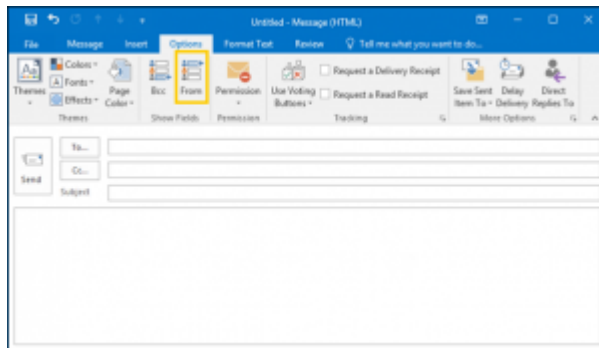 Untitled - Message (HTML)
File Message Insert Options Format Text Review Tell me what you want to do...
Themes
Colors
Fonts
Effects
Page Color
Themes
Bcc From
Show Fields
Permission
Permission
Use Voting Buttons
Request a Delivery Receipt
Request a Read Receipt
Tracking
Save Sent Item To
Delay Delivery
Direct Replies To
More Options
Send
To...
Cc...
Subject